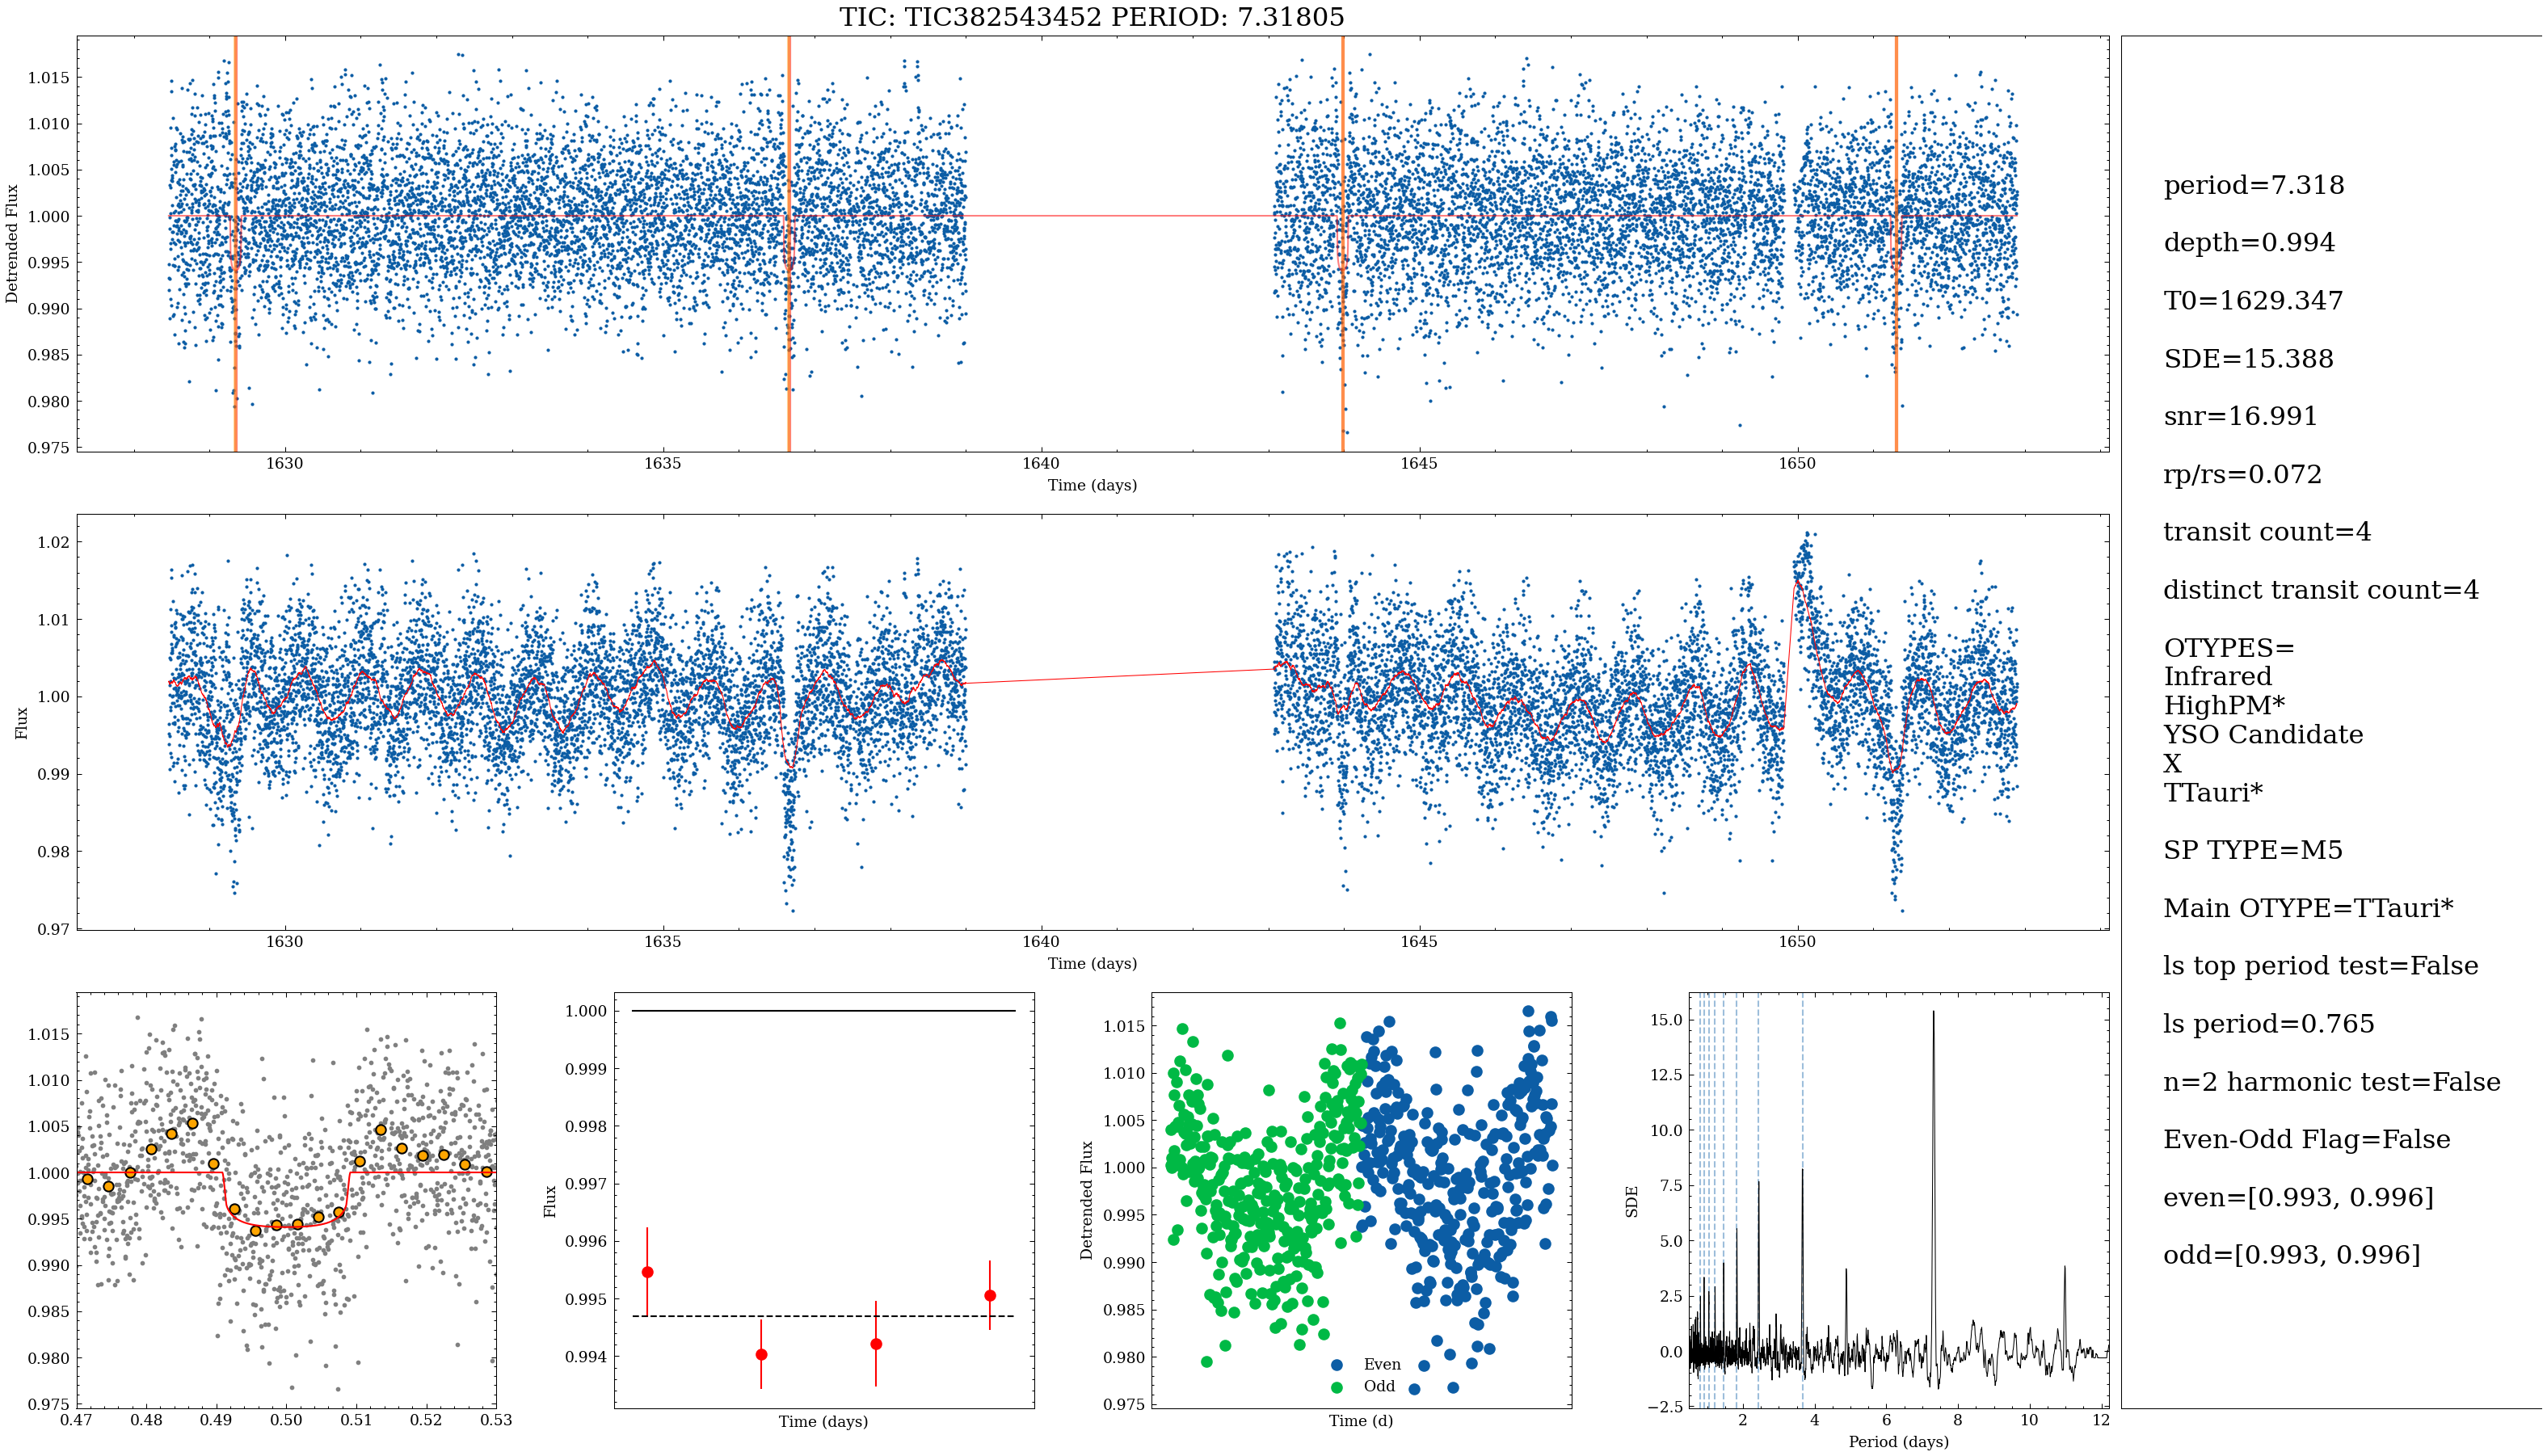 TIC: TIC382543452 PERIOD: 7.31805
1.015
1.010
1.005
1.000
0.995
0.990
0.985
0.980
0.975
Detrended Flux
1630
1635
1640
1645
1650
Time (days)
1.02
1.01
1.00
0.99
0.98
0.97
Flux
1630
1635
1640
1645
1650
Time (days)
1.015
1.010
1.005
1.000
0.995
0.990
0.985
0.980
0.975
0.47
0.48
0.49
0.50
0.51
0.52
0.53
1.000
0.999
0.998
0.997
0.996
0.995
0.994
Flux
Time (days)
1.015
1.010
1.005
1.000
0.995
0.990
0.985
0.980
0.975
Detrended Flux
Even
Odd
Time (d)
15.0
12.5
10.0
7.5
5.0
2.5
0.0
−2.5
SDE
2
4
6
8
10
12
Period (days)
period=7.318
depth=0.994
T0=1629.347
SDE=15.388
snr=16.991
rp/rs=0.072
transit count=4
distinct transit count=4
OTYPES=
Infrared
HighPM*
YSO Candidate
X
TTauri*
SP TYPE=M5
Main OTYPE=TTauri*
ls top period test=False
ls period=0.765
n=2 harmonic test=False
Even-Odd Flag=False
even=[0.993, 0.996]
odd=[0.993, 0.996]